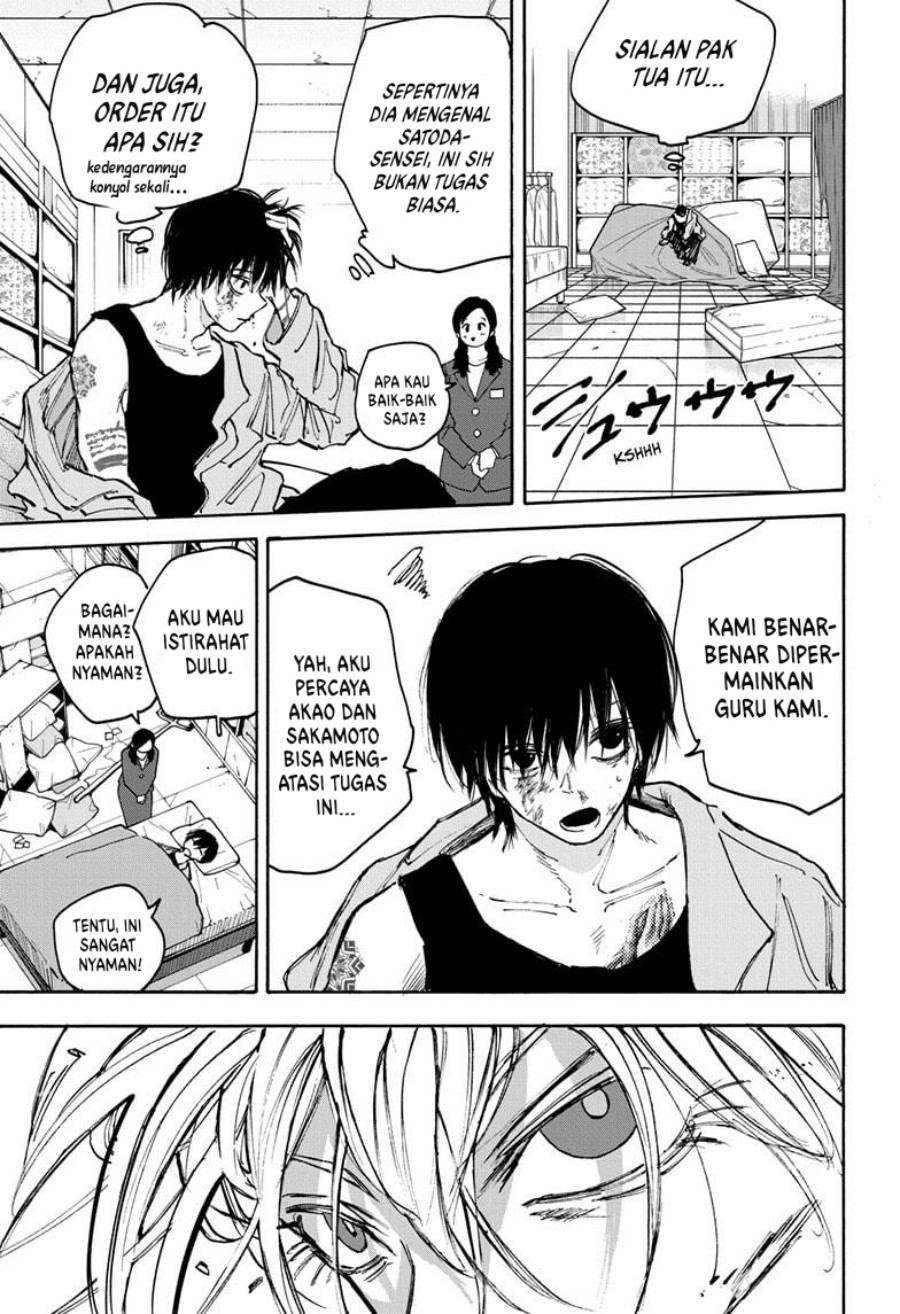 SIALAN PAK
TUA ITU...
ジュウウウウ
KSHHH
SEPERTINYA
DIA MENGENAL
SATODA-
SENSEI, INI SIH
BUKAN TUGAS
BIASA.
DAN JUGA,
ORDER ITU
APA SIH?
kedengarannya
konyol sekali...
APA KAU
BAIK-BAIK
SAJA?
KAMI BENAR-
BENAR DIPER-
MAINKAN
GURU KAMI.
YAH, AKU
PERCAYA
AKAO DAN
SAKAMOTO
BISA MENG-
ATASI TUGAS
INI...
AKU MAU
ISTIRAHAT
DULU.
BAGAI-
MANA?
APAKAH
NYAMAN?
TENTU, INI
SANGAT
NYAMAN!